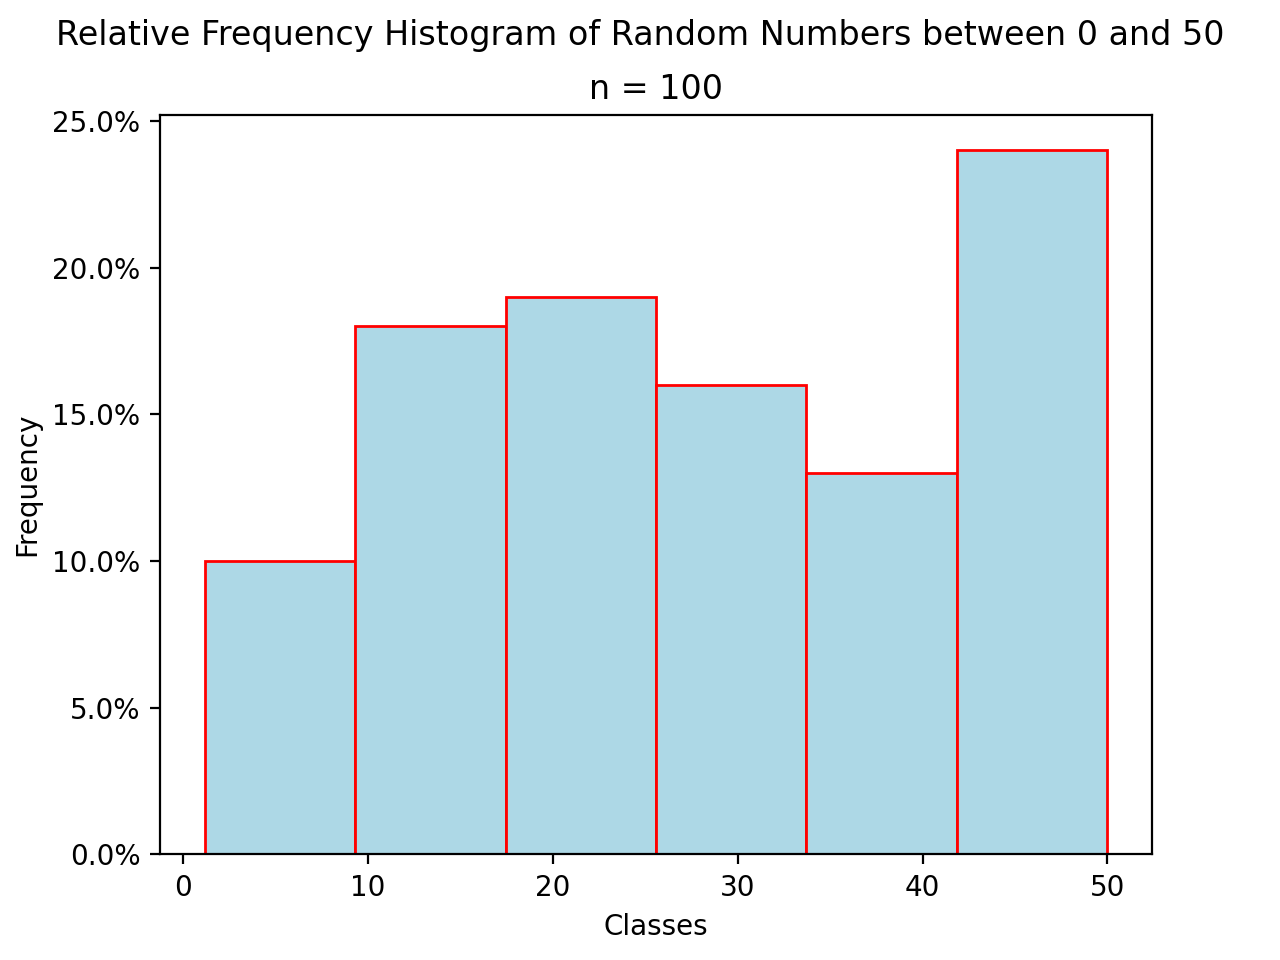 Relative Frequency Histogram of Random Numbers between 0 and 50
n = 100
25.0%
20.0%
15.0%
10.0%
5.0%
0.0%
Frequency
0 10 20 30 40 50
Classes